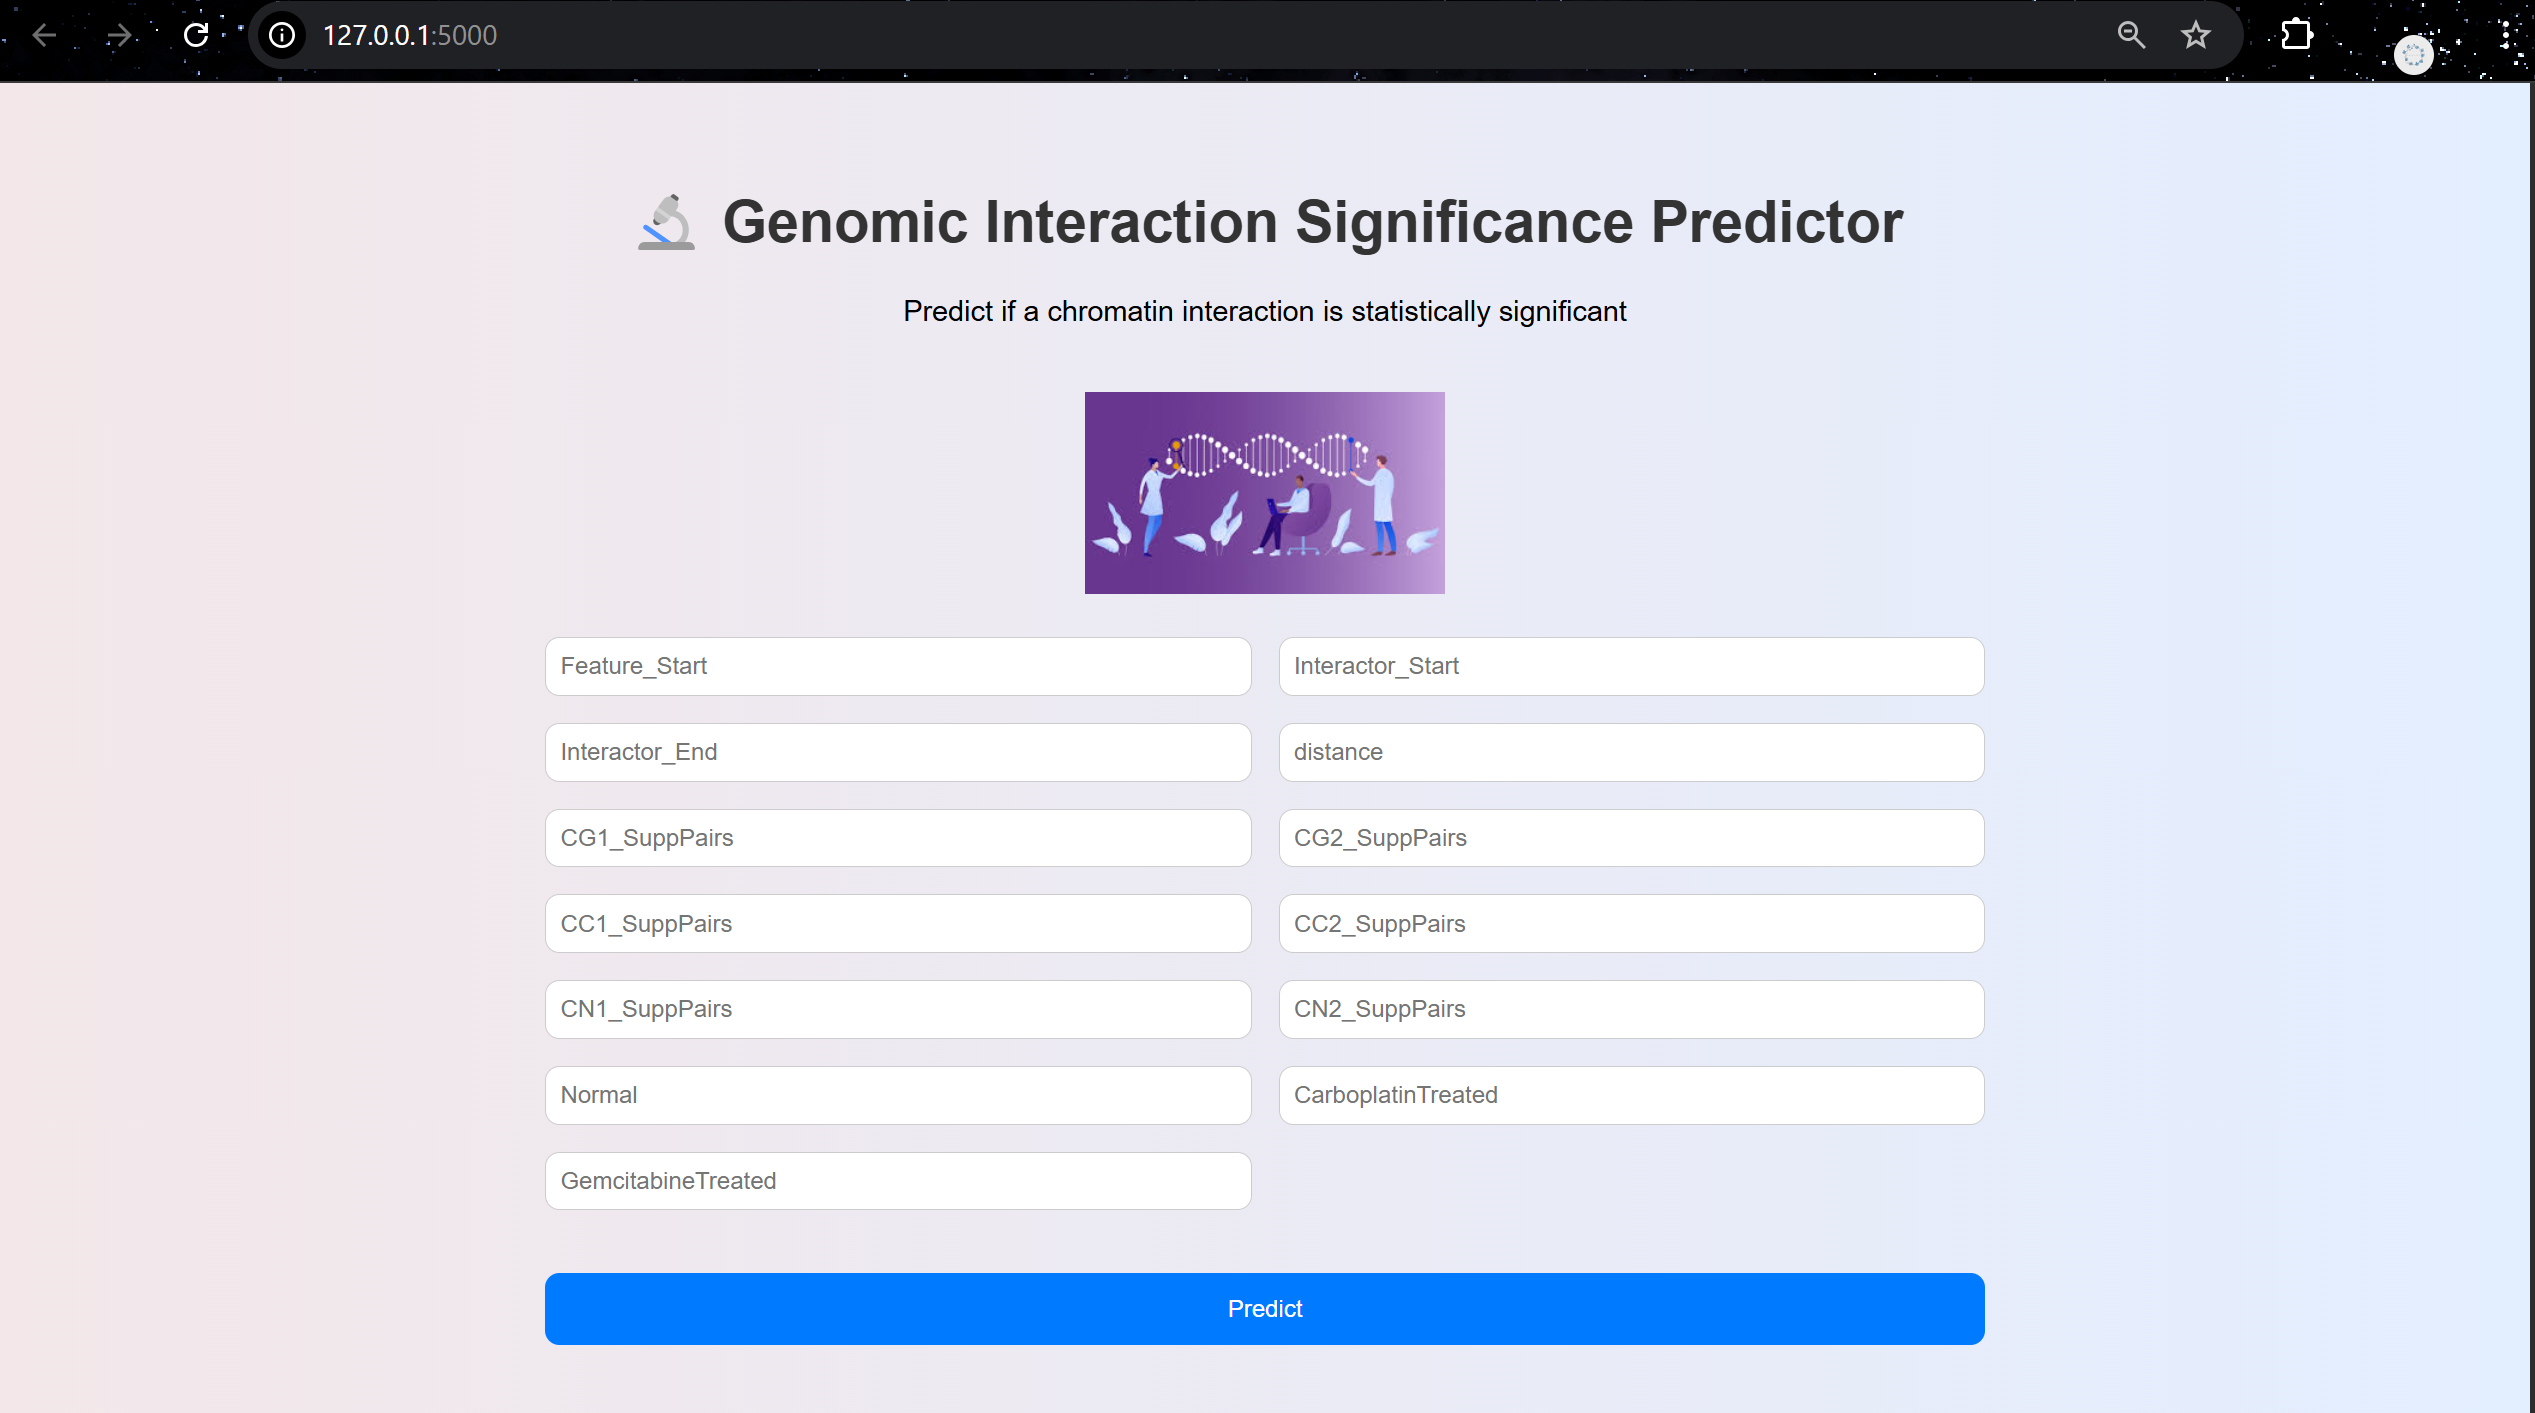 127.0.0.1:5000
Genomic Interaction Significance Predictor
Predict if a chromatin interaction is statistically significant
Feature_Start
Interactor_Start
Interactor_End
distance
CG1_SuppPairs
CG2_SuppPairs
CC1_SuppPairs
CC2_SuppPairs
CN1_SuppPairs
CN2_SuppPairs
Normal
CarboplatinTreated
GemcitabineTreated
Predict